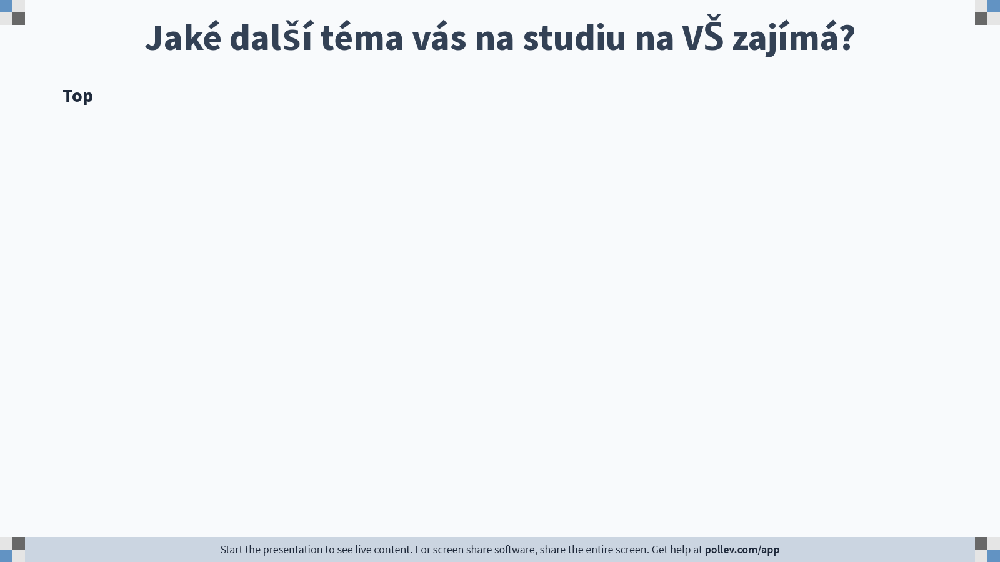 Jaké další téma vás na studiu na VŠ zajímá?
Top
Start the presentation to see live content. For screen share software, share the entire screen. Get help at pollev.com/app